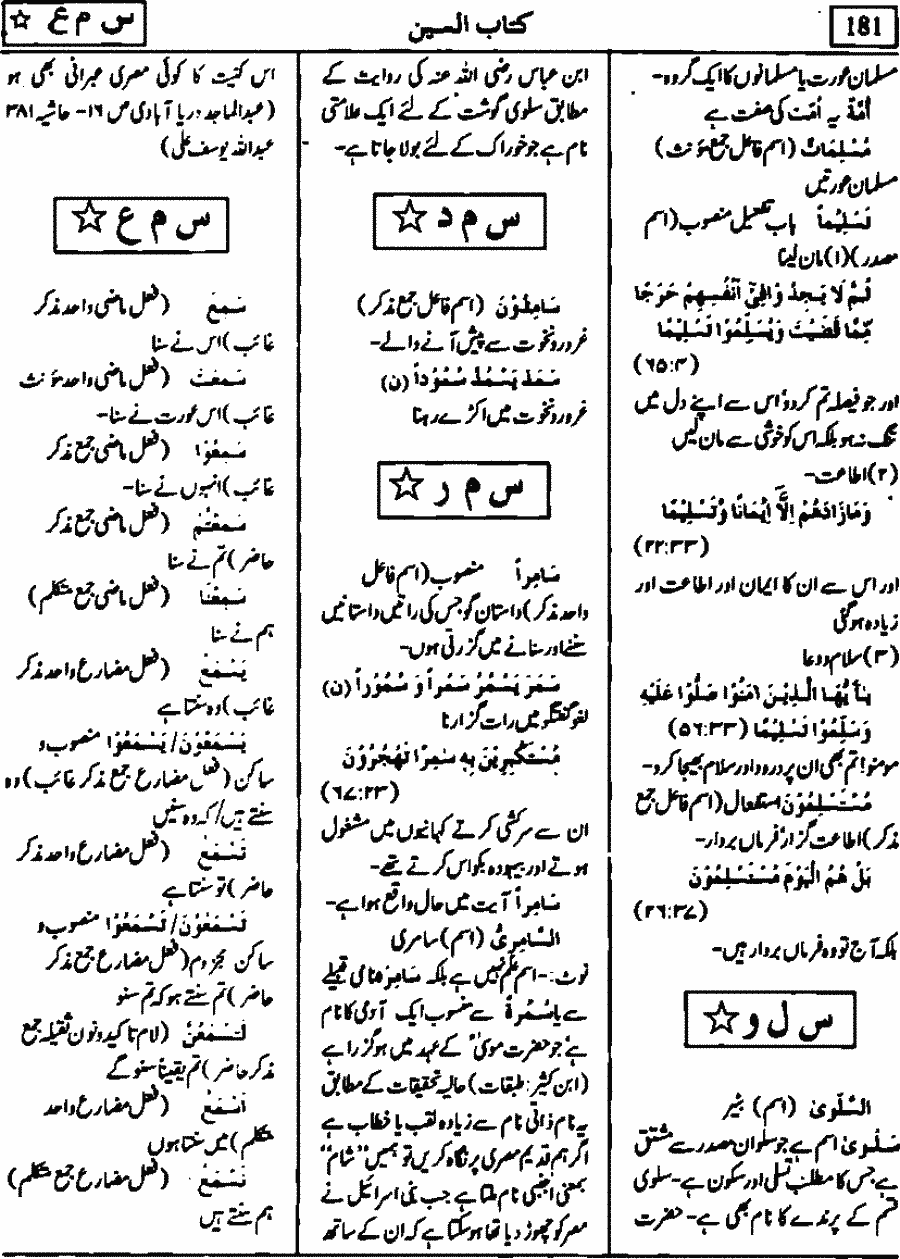 181
کتاب السین
س م ع ☆
مسلمان عورت یا مسلمانوں کا ایک گروہ۔
اُمَّۃٌ یہ اُمّت کی صفت ہے
مُسْلِمَاتٌ (اسم فاعل جمع مؤنث)
مسلمان عورتیں
تَسْلِیْماً باب تفعیل منصوب (اسم
مصدر) (۱) مان لینا
ثُمَّ لَا یَجِدُ وْافِیْ اَنْفُسِهِمْ حَرَجًا
مِّمَّا قَضَیْتَ وَیُسَلِّمُوْا تَسْلِیْمًا
(۶۵:۴)
اور جو فیصلہ تم کردو اُس سے اپنے دل میں
تنگ نہ ہو بلکہ اس کو خوشی سے مان لیں
(۲) اطاعت۔
وَمَازَادَهُمْ اِلَّا اِیْمَانًا وَّتَسْلِیْمًا
(۲۲:۳۳)
اور اس سے ان کا ایمان اور اطاعت اور
زیادہ ہوگئی
(۳) سلام و دعا
یٰاَ یُّهَا الَّذِیْنَ اٰمَنُوْا صَلُّوْا عَلَیْهِ
وَسَلِّمُوْا تَسْلِیْمًا (۵۶:۳۳)
مومنو! تم بھی ان پر درود اور سلام بھیجا کرو۔
مُسْتَسْلِمُوْنَ استفعال (اسم فاعل جمع
مذکر) اطاعت گزار فرماں بردار۔
بَلْ هُمُ الْیَوْمَ مُسْتَسْلِمُوْنَ
(۲۶:۳۷)
بلکہ آج تو وہ فرماں بردار ہیں۔
س ل و ☆
السَّلْوٰی (اسم) بٹیر
سَلْویٰ اسم ہے جو سلوان مصدر سے مشتق
ہے جس کا مطلب تسلی اور سکون ہے۔ سلوی
قسم کے پرندے کا نام بھی ہے۔ حضرت
ابن عباس رضی اللہ عنہ کی روایت کے
مطابق سلوی گوشت کے لئے ایک علامتی
نام ہے جو خوراک کے لئے بولا جاتا ہے۔
س م د ☆
سَامِدُوْنَ (اسم فاعل جمع مذکر)
غرور ونخوت سے پیش آنے والے۔
سَمَدَ یَسْمُدُ سُمُوْداً (ن)
غرور ونخوت میں اکڑے رہنا
س م ر ☆
سَامِراً منصوب (اسم فاعل
واحد مذکر) داستان گو جس کی راتیں داستانیں
سننے اور سنانے میں گزرتی ہوں۔
سَمَرَ یَسْمُرُ سَمْراً وَ سُمُوْراً (ن)
لغو گفتگو میں رات گزارنا
مُسْتَکْبِرِیْنَ بِهٖ سٰمِرًا تَهْجُرُوْنَ
(۶۷:۲۳)
ان سے سرکشی کرتے کہانیوں میں مشغول
ہوتے اور بیہودہ بکواس کرتے تھے۔
سَامِراً آیت میں حال واقع ہوا ہے۔
السَّامِرِیُّ (اسم) سامری
نوٹ:۔ اسم علم نہیں ہے بلکہ سَامِرْ نامی قبیلے
سے یا سُمْرَۃٌ سے منسوب ایک آدمی کا نام
ہے جو حضرت موسیٰ کے عہد میں ہو گزرا ہے
(ابن کثیر: طبقات) حالیہ تحقیقات کے مطابق
یہ نام ذاتی نام سے زیادہ لقب یا خطاب ہے
اگر ہم قدیم مصری پر نگاہ کریں تو ہمیں "شام"
بمعنی اجنبی نام ملتا ہے جب بنی اسرائیل نے
مصر کو چھوڑ دیا تھا ہوسکتا ہے کہ ان کے ساتھ
اس کنیت کا کوئی مصری عبرانی بھی ہو
(عبدالماجد دریا آبادی ص ۱۶۔ حاشیہ ۳۸۱
عبداللہ یوسف علی)
س م ع ☆
سَمِعَ (فعل ماضی واحد مذکر
غائب) اس نے سنا
سَمِعَتْ (فعل ماضی واحد مؤنث
غائب) اس عورت نے سنا۔
سَمِعُوْا (فعل ماضی جمع مذکر
غائب) انہوں نے سنا۔
سَمِعْتُمْ (فعل ماضی جمع مذکر
حاضر) تم نے سنا
سَمِعْنَا (فعل ماضی جمع متکلم)
ہم نے سنا
یَسْمَعُ (فعل مضارع واحد مذکر
غائب) وہ سنتا ہے
یَسْمَعُوْنَ/یَسْمَعُوْا منصوب و
ساکن (فعل مضارع جمع مذکر غائب) وہ
سنتے ہیں/کہ وہ سنیں
تَسْمَعُ (فعل مضارع واحد مذکر
حاضر) تو سنتا ہے
تَسْمَعُوْنَ/تَسْمَعُوْا منصوب و
ساکن مجزوم (فعل مضارع جمع مذکر
حاضر) تم سنتے ہو کہ تم سنو
لَتَسْمَعُنَّ (لام تاکید و نون ثقیلہ جمع
مذکر حاضر) تم یقینا سنو گے
اَسْمَعُ (فعل مضارع واحد
متکلم) میں سنتا ہوں
نَسْمَعُ (فعل مضارع جمع متکلم)
ہم سنتے ہیں